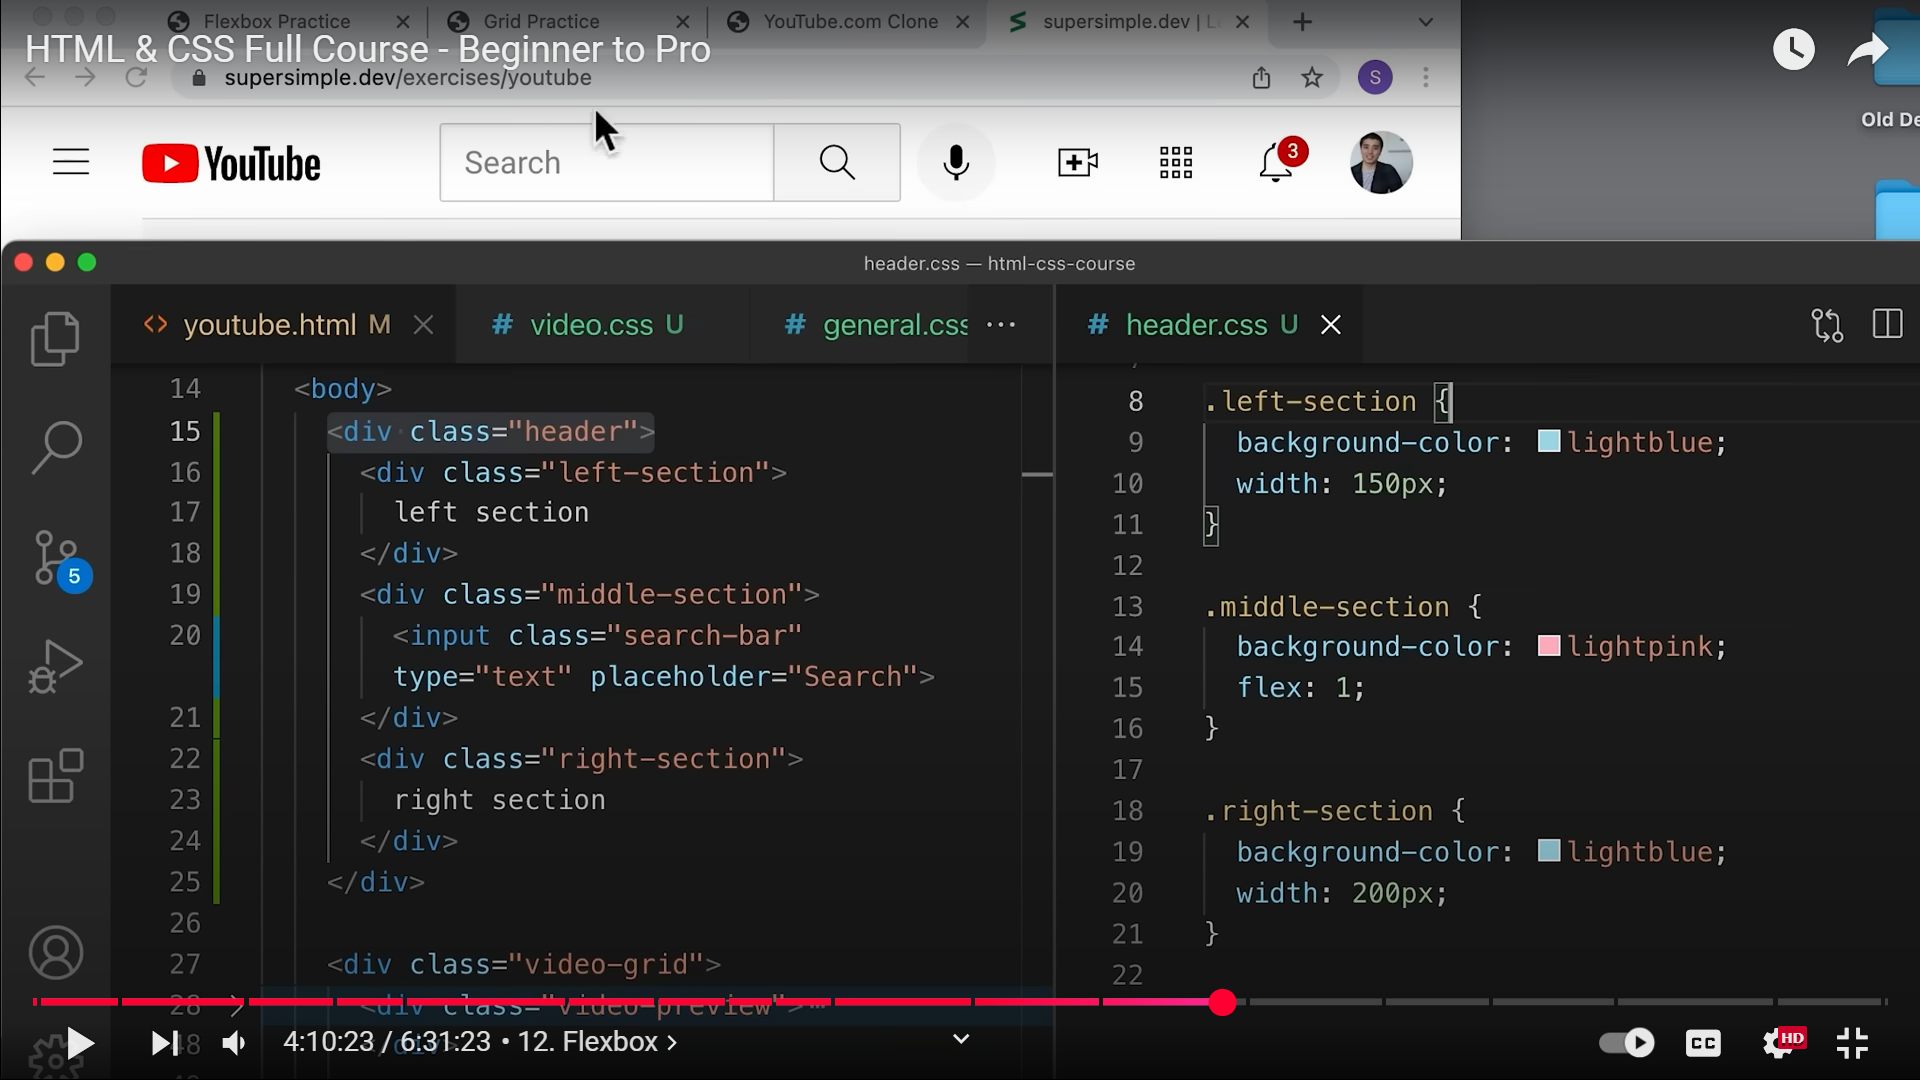 Flexbox Practice
Grid Practice
YouTube.com Clone
supersimple.dev | L
HTML & CSS Full Course - Beginner to Pro
supersimple.dev/exercises/youtube
S
Old De
YouTube
Search
3
header.css — html-css-course
youtube.html M
# video.css U
# general.css
# header.css U
14 <body>
15 <div class="header">
16 <div class="left-section">
17 left section
18 </div>
19 <div class="middle-section">
20 <input class="search-bar"
type="text" placeholder="Search">
21 </div>
22 <div class="right-section">
23 right section
24 </div>
25 </div>
26
27 <div class="video-grid">
28 <div class="video-preview">…
5
8 .left-section {
9 background-color: lightblue;
10 width: 150px;
11 }
12
13 .middle-section {
14 background-color: lightpink;
15 flex: 1;
16 }
17
18 .right-section {
19 background-color: lightblue;
20 width: 200px;
21 }
22
4:10:23 / 6:31:23 • 12. Flexbox
CC
HD